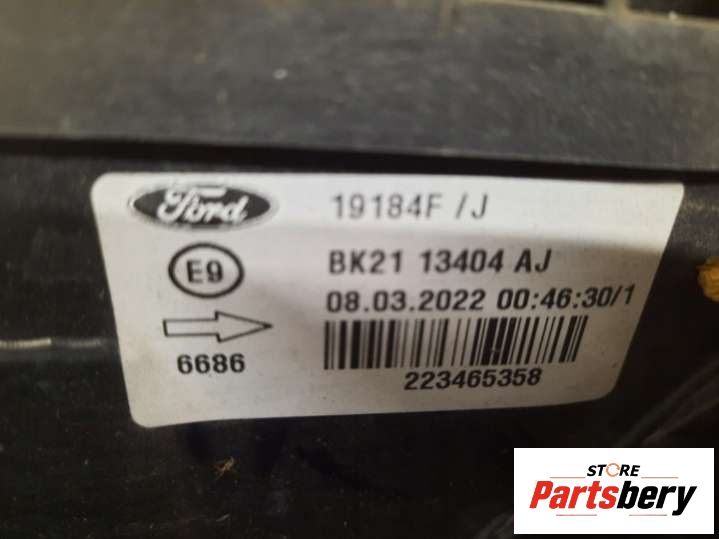 Ford
19184F /J
E9
BK21 13404 AJ
08.03.2022 00:46:30/1
6686
223465358
STORE
Partsbery